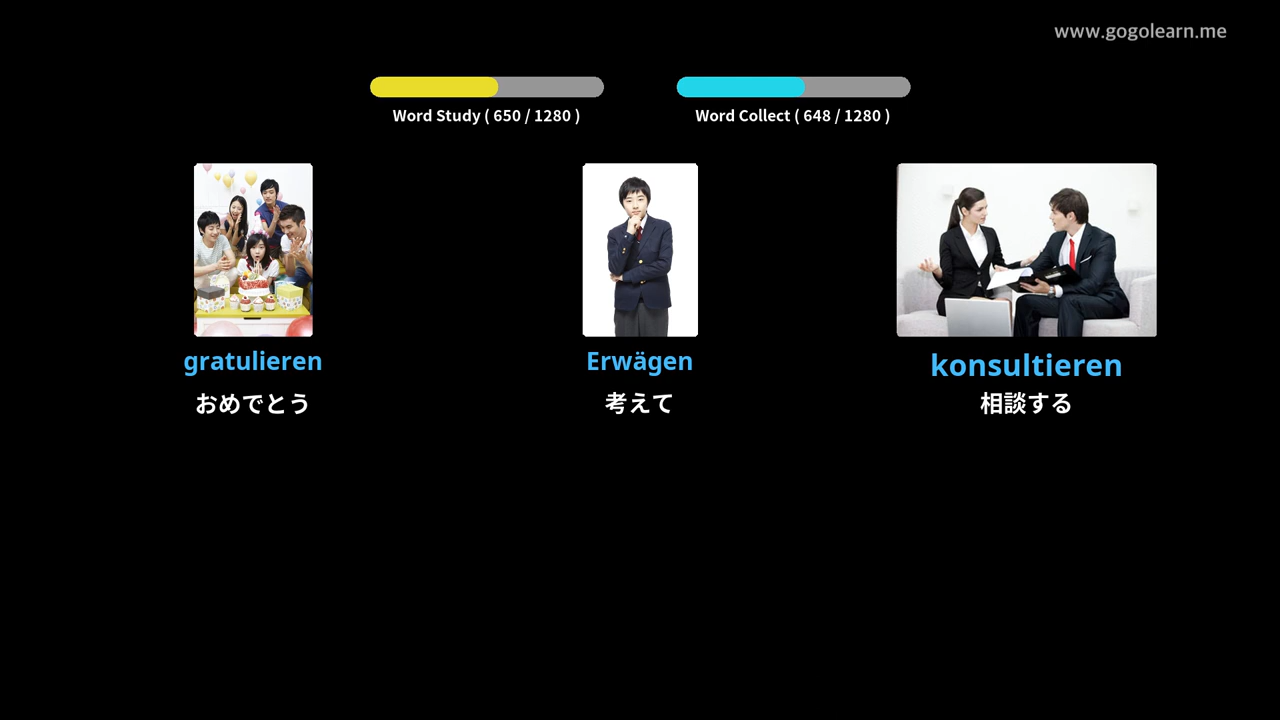 www.gogolearn.me
Word Study ( 650 / 1280 )
Word Collect ( 648 / 1280 )
gratulieren
Erwägen
konsultieren
おめでとう
考えて
相談する